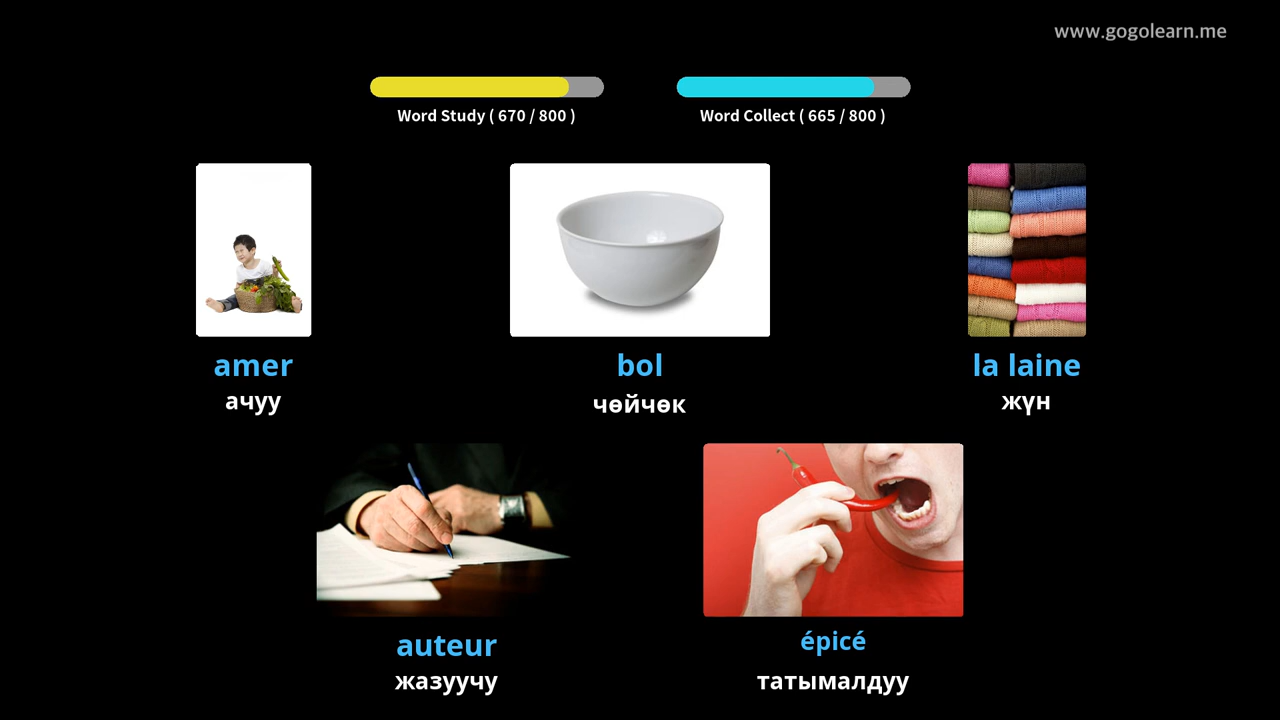 www.gogolearn.me
Word Study ( 670 / 800 )
Word Collect ( 665 / 800 )
amer
ачуу
bol
чөйчөк
la laine
жүн
auteur
жазуучу
épicé
татымалдуу